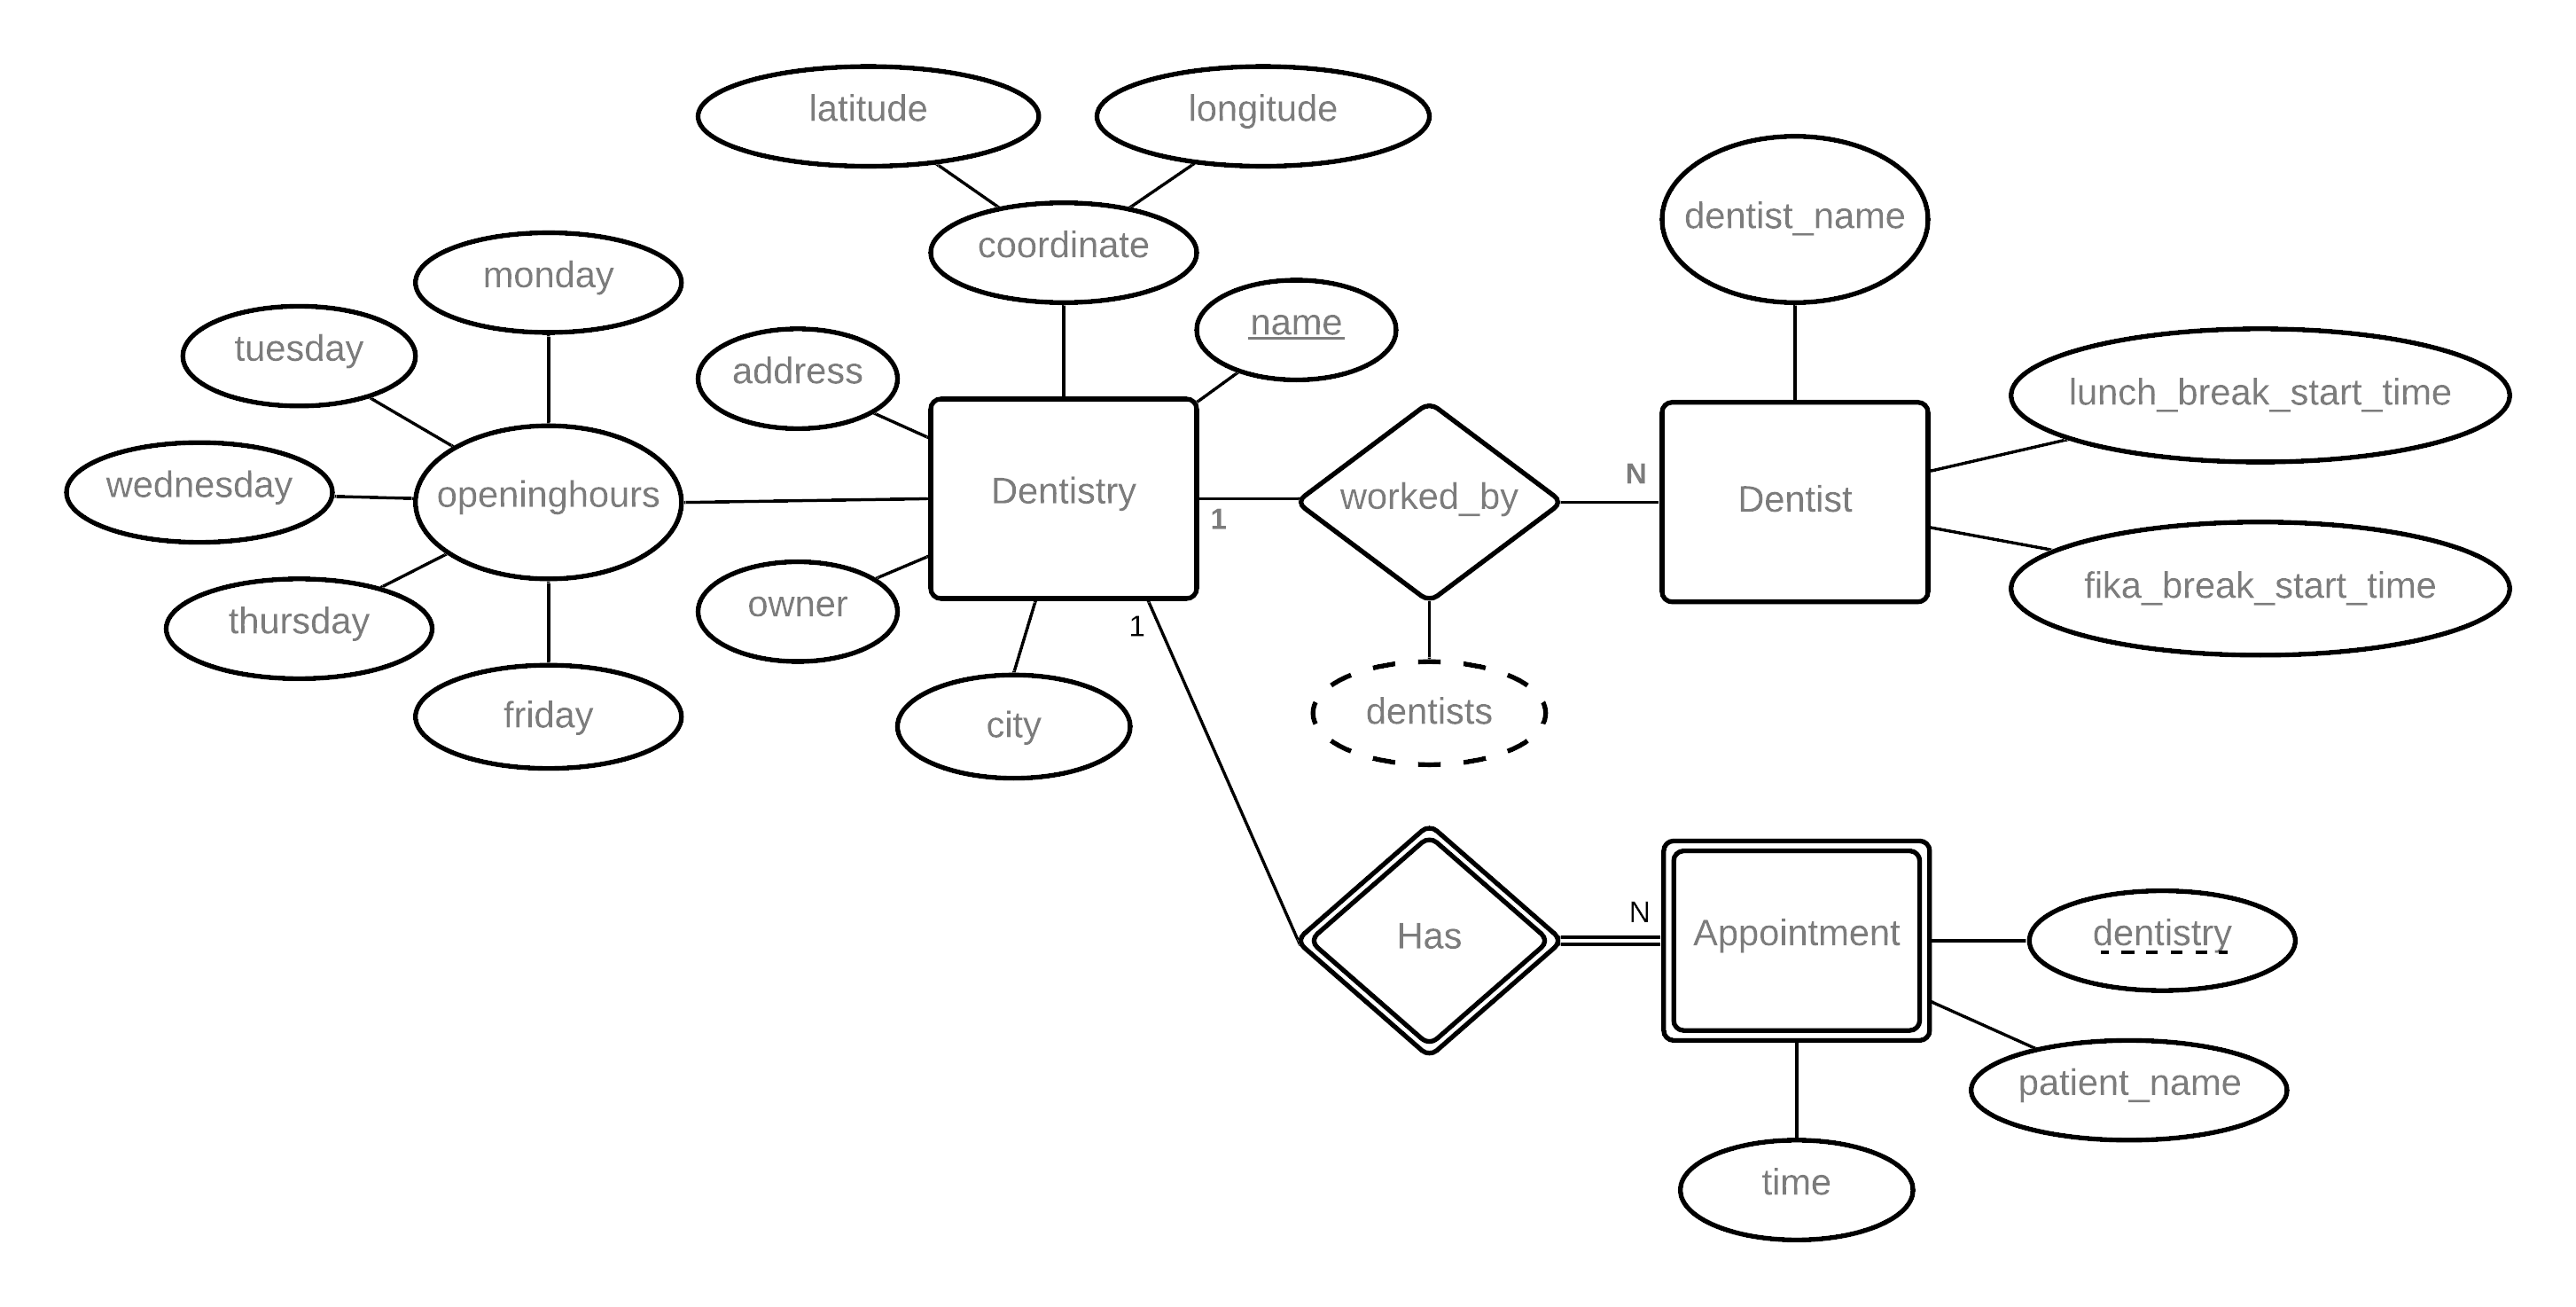 latitude
longitude
dentist_name
coordinate
monday
name
tuesday
address
lunch_break_start_time
wednesday
openinghours
Dentistry
1
worked_by
N
Dentist
fika_break_start_time
thursday
owner
1
friday
city
dentists
Has
N
Appointment
dentistry
patient_name
time